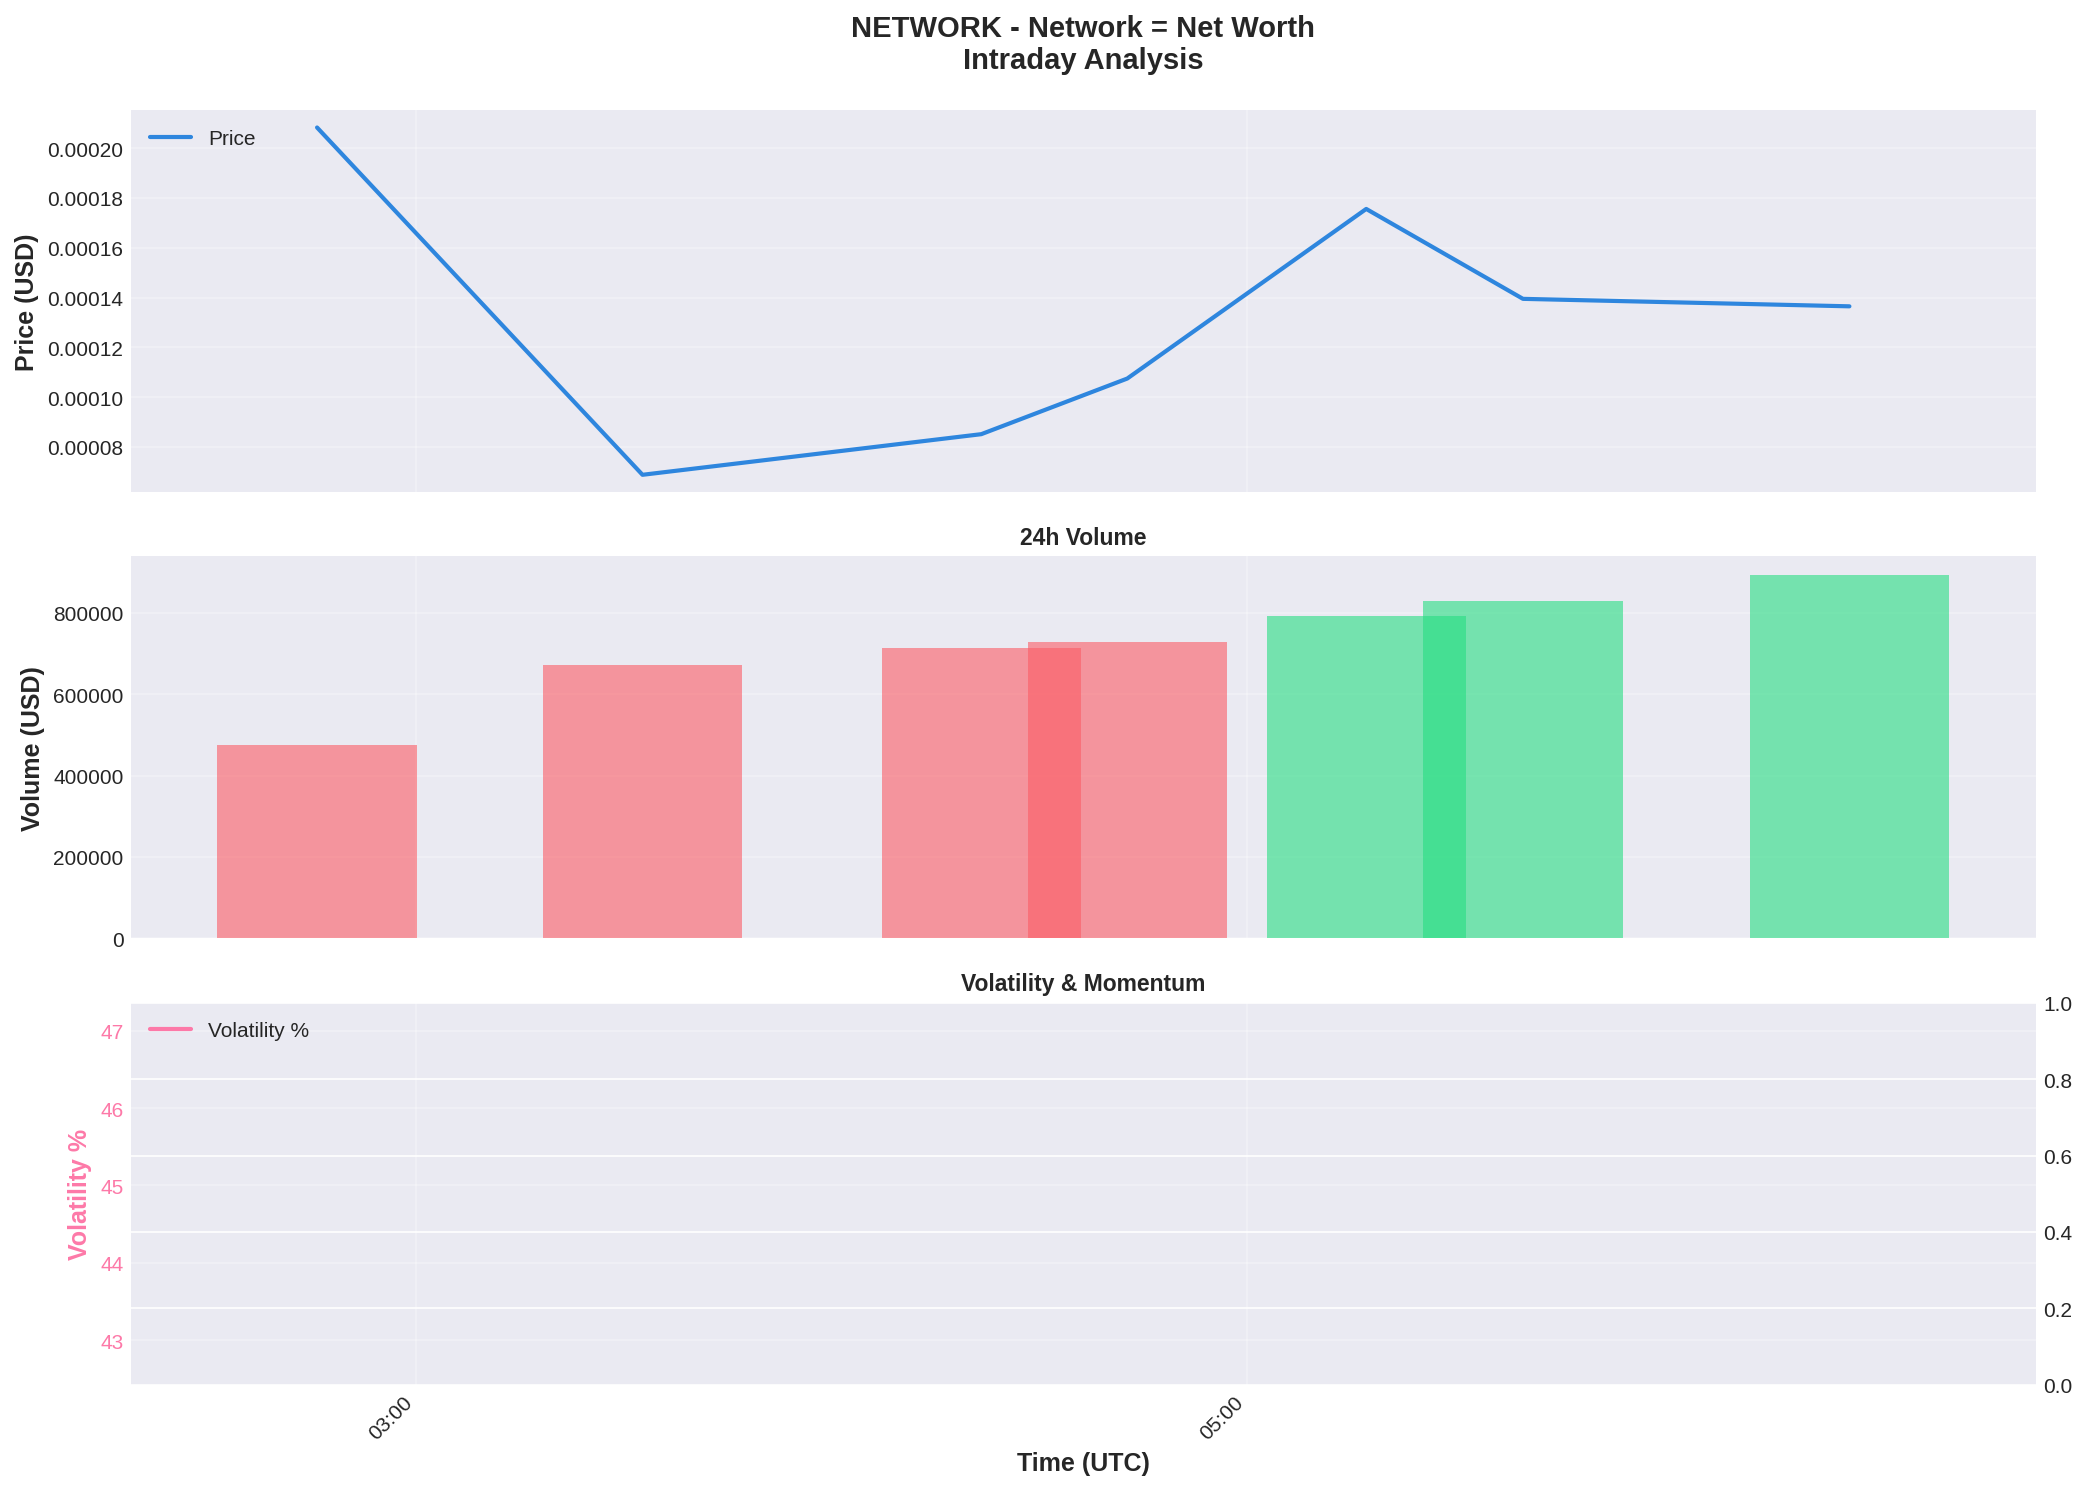 NETWORK - Network = Net Worth
Intraday Analysis
Price
0.00020
0.00018
0.00016
0.00014
0.00012
0.00010
0.00008
Price (USD)
24h Volume
800000
600000
400000
200000
0
Volume (USD)
Volatility & Momentum
Volatility %
47
46
45
44
43
Volatility %
1.0
0.8
0.6
0.4
0.2
0.0
03:00
05:00
Time (UTC)